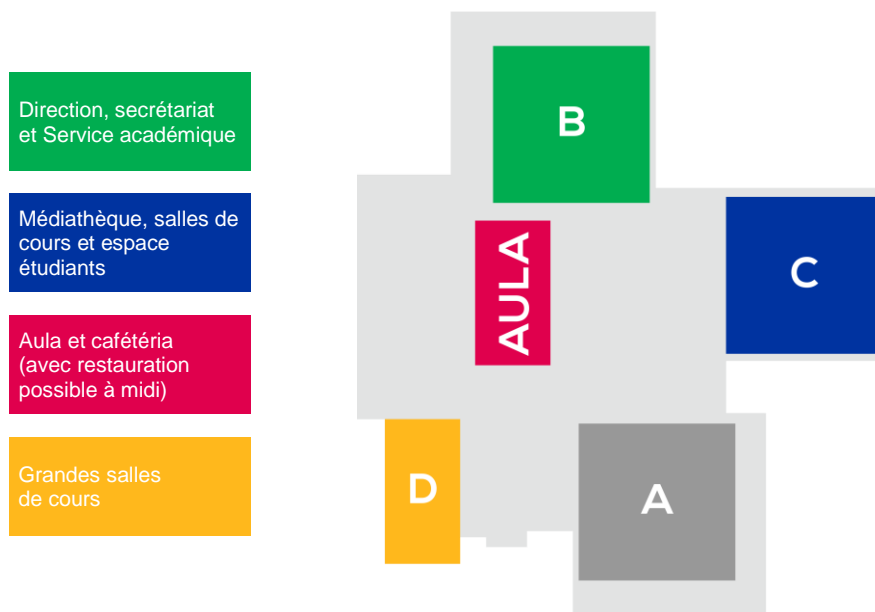 Direction, secrétariat
et Service académique
Médiathèque, salles de
cours et espace
étudiants
Aula et cafétéria
(avec restauration
possible à midi)
Grandes salles
de cours
B
AULA
C
D
A